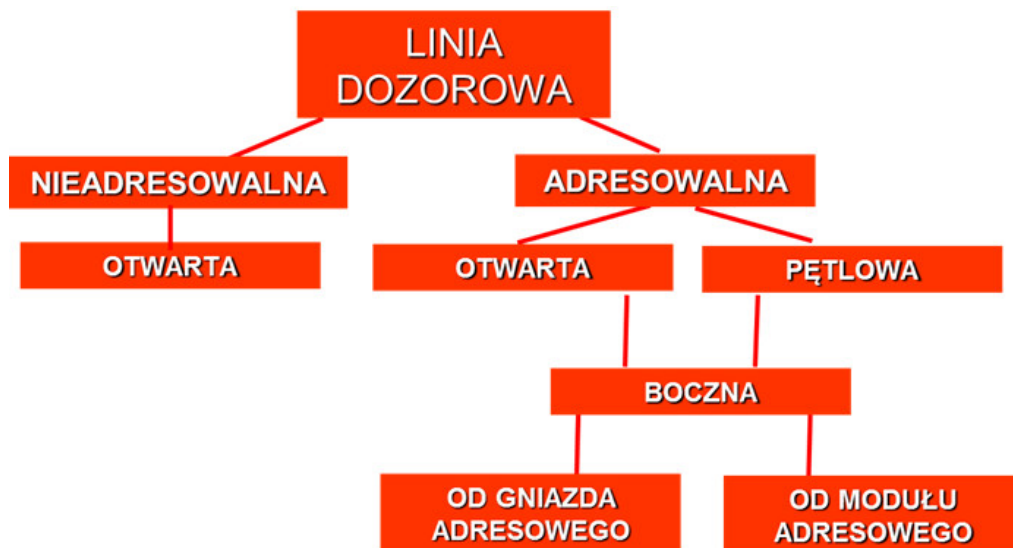 LINIA
DOZOROWA
NIEADRESOWALNA
ADRESOWALNA
OTWARTA
OTWARTA
PĘTLOWA
BOCZNA
OD GNIAZDA
ADRESOWEGO
OD MODUŁU
ADRESOWEGO